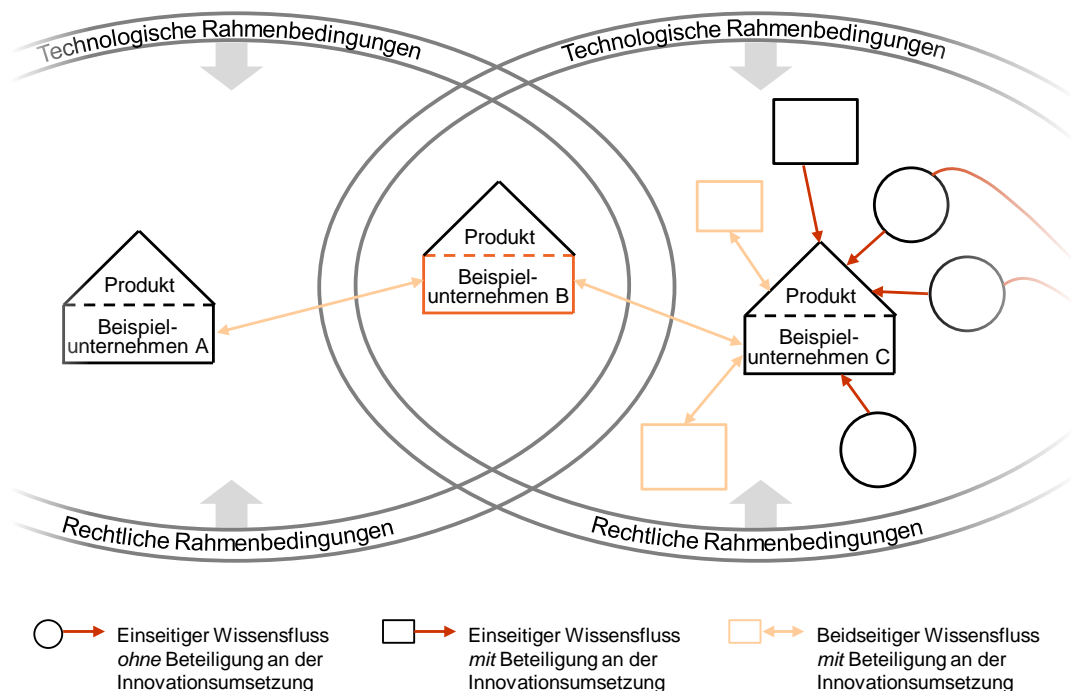 Technologische Rahmenbedingungen
Technologische Rahmenbedingungen
Produkt
Beispiel-
unternehmen A
Produkt
Beispiel-
unternehmen B
Produkt
Beispiel-
unternehmen C
Rechtliche Rahmenbedingungen
Rechtliche Rahmenbedingungen
Einseitiger Wissensfluss
ohne Beteiligung an der
Innovationsumsetzung
Einseitiger Wissensfluss
mit Beteiligung an der
Innovationsumsetzung
Beidseitiger Wissensfluss
mit Beteiligung an der
Innovationsumsetzung